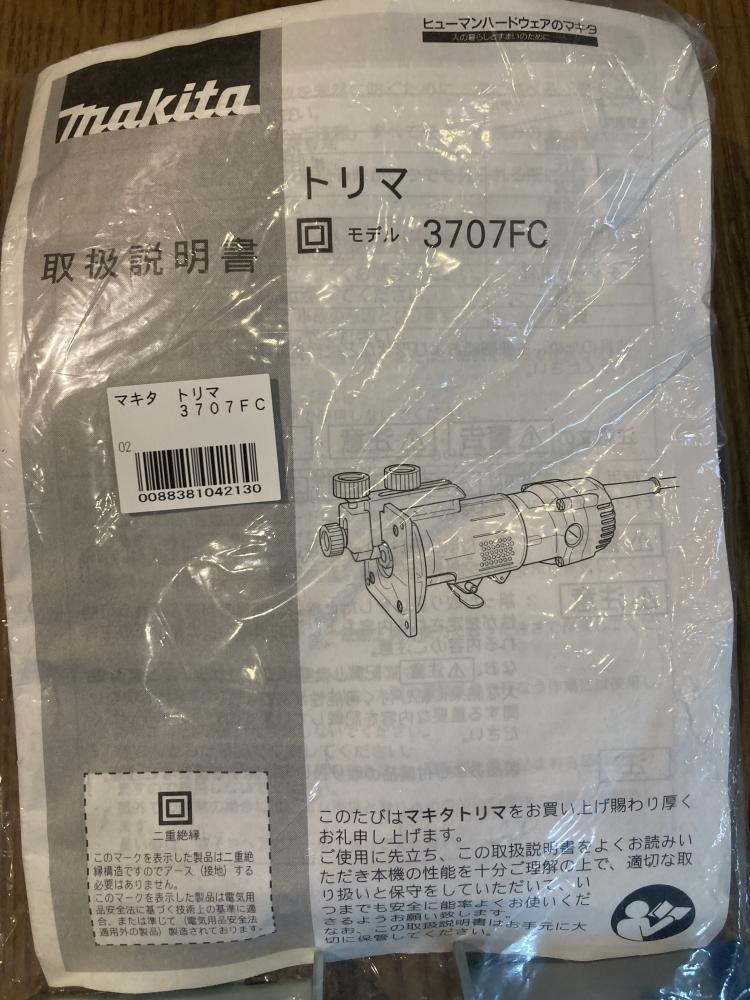 ヒューマンハードウェアのマキタ
人の暮らしとすまいのために
makita
トリマ
モデル 3707FC
取扱説明書
マキタ トリマ
3707FC
02
0088381042130
二重絶縁
このマークを表示した製品は二重絶
縁構造ですのでアース（接地）する
必要はありません。
このマークを表示した製品は電気用
品安全法に基づく技術上の基準に適
合、または準じて（電気用品安全法
適用外の製品）製造されております。
このたびはマキタトリマをお買い上げ賜わり厚く
お礼申し上げます。
ご使用に先立ち、この取扱説明書をよくお読みい
ただき本機の性能を十分ご理解の上で、適切な取
り扱いと保守をしていただいて、い
つまでも安全に能率よくお使いくだ
さるようお願い致します。
なお、この取扱説明書はお手元に大
切に保管してください。